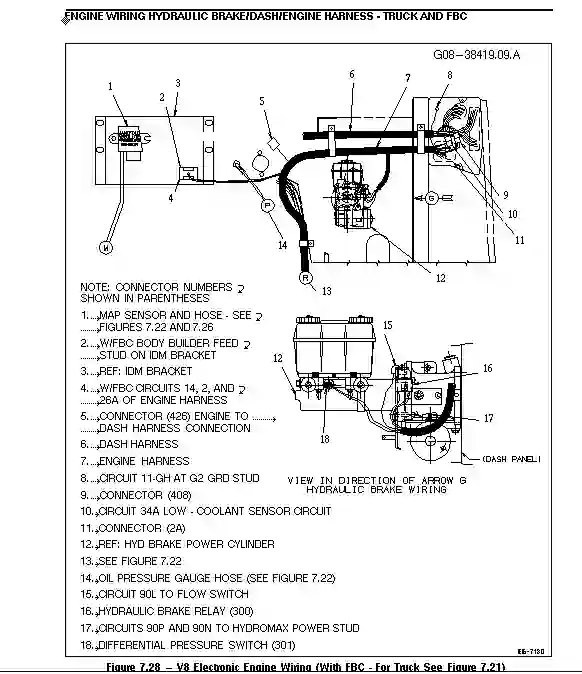 ENGINE WIRING HYDRAULIC BRAKE/DASH/ENGINE HARNESS - TRUCK AND FBC
G08-38419.09.A
1
2
3
4
5
6
7
8
9
10
11
12
13
14
M
P
R
G
NOTE: CONNECTOR NUMBERS
SHOWN IN PARENTHESES
1...MAP SENSOR AND HOSE - SEE
FIGURES 7.22 AND 7.26
2...W/FBC BODY BUILDER FEED
STUD ON IDM BRACKET
3...REF: IDM BRACKET
4...W/FBC CIRCUITS 14, 2, AND
26A OF ENGINE HARNESS
5...CONNECTOR (426) ENGINE TO
DASH HARNESS CONNECTION
6...DASH HARNESS
7...ENGINE HARNESS
8...CIRCUIT 11-GH AT G2 GRD STUD
9...CONNECTOR (408)
10..CIRCUIT 34A LOW - COOLANT SENSOR CIRCUIT
11..CONNECTOR (2A)
12..REF: HYD BRAKE POWER CYLINDER
13..SEE FIGURE 7.22
14..OIL PRESSURE GAUGE HOSE (SEE FIGURE 7.22)
15..CIRCUIT 90L TO FLOW SWITCH
16..HYDRAULIC BRAKE RELAY (300)
17..CIRCUITS 90P AND 90N TO HYDROMAX POWER STUD
18..DIFFERENTIAL PRESSURE SWITCH (301)
12
15
16
17
18
(DASH PANEL)
VIEW IN DIRECTION OF ARROW G
HYDRAULIC BRAKE WIRING
EG-7130
Figure 7.28 – V8 Electronic Engine Wiring (With FBC - For Truck See Figure 7.21)